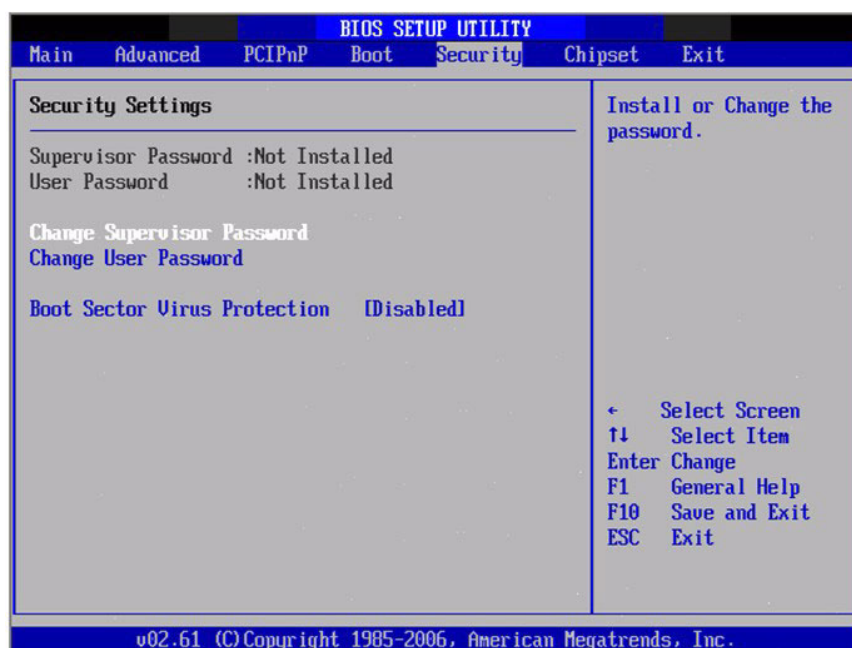 BIOS SETUP UTILITY
Main Advanced PCIPnP Boot Security Chipset Exit
Security Settings
Supervisor Password :Not Installed
User Password :Not Installed
Change Supervisor Password
Change User Password
Boot Sector Virus Protection [Disabled]
Install or Change the
password.
← Select Screen
↑↓ Select Item
Enter Change
F1 General Help
F10 Save and Exit
ESC Exit
v02.61 (C)Copyright 1985-2006, American Megatrends, Inc.